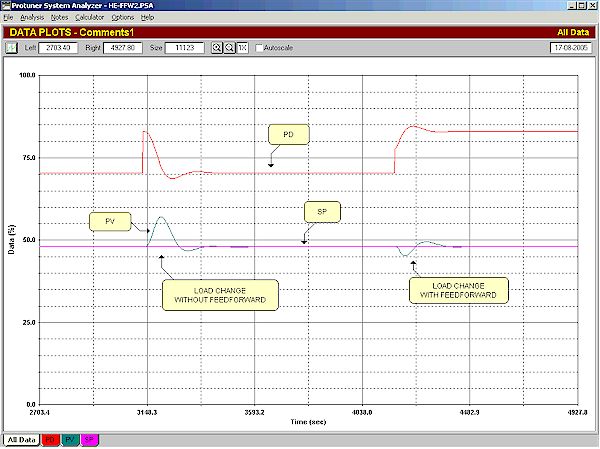 Protuner System Analyzer - HE-FFW2.PSA
File Analysis Notes Calculator Options Help
DATA PLOTS - Comments1 All Data
Left 2703.40 Right 4927.80 Size 11123 1X Autoscale 17-08-2005
100.0
75.0
50.0
25.0
0.0
Data (%)
PD
SP
PV
LOAD CHANGE
WITHOUT FEEDFORWARD
LOAD CHANGE
WITH FEEDFORWARD
2703.4 3148.3 3593.2 4038.0 4482.9 4927.8
Time (sec)
All Data PD PV SP